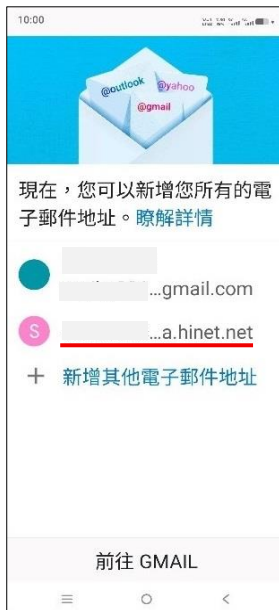 10:00
@outlook
@yahoo
@gmail
現在，您可以新增您所有的電
子郵件地址。瞭解詳情
...gmail.com
S
...a.hinet.net
+ 新增其他電子郵件地址
前往 GMAIL